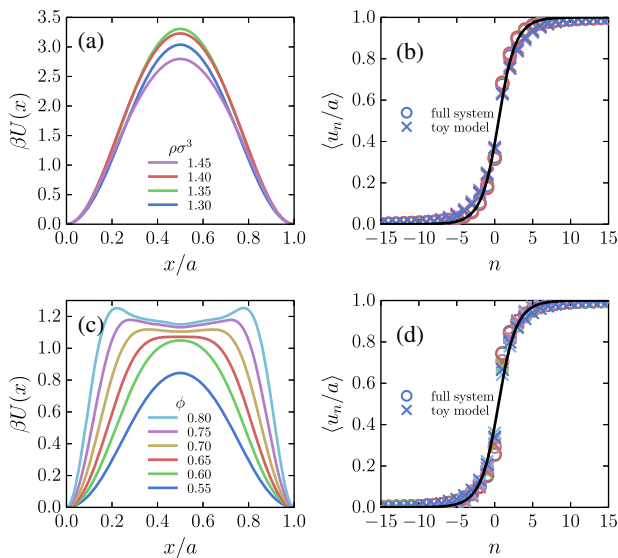 (a)
βU(x)
3.5
3.0
2.5
2.0
1.5
1.0
0.5
0.0
ρσ³
1.45
1.40
1.35
1.30
0.0 0.2 0.4 0.6 0.8 1.0
x/a
(b)
⟨uₙ/a⟩
1.0
0.8
0.6
0.4
0.2
0.0
full system
toy model
−15 −10 −5 0 5 10 15
n
(c)
βU(x)
1.2
1.0
0.8
0.6
0.4
0.2
0.0
ϕ
0.80
0.75
0.70
0.65
0.60
0.55
0.0 0.2 0.4 0.6 0.8 1.0
x/a
(d)
⟨uₙ/a⟩
1.0
0.8
0.6
0.4
0.2
0.0
full system
toy model
−15 −10 −5 0 5 10 15
n